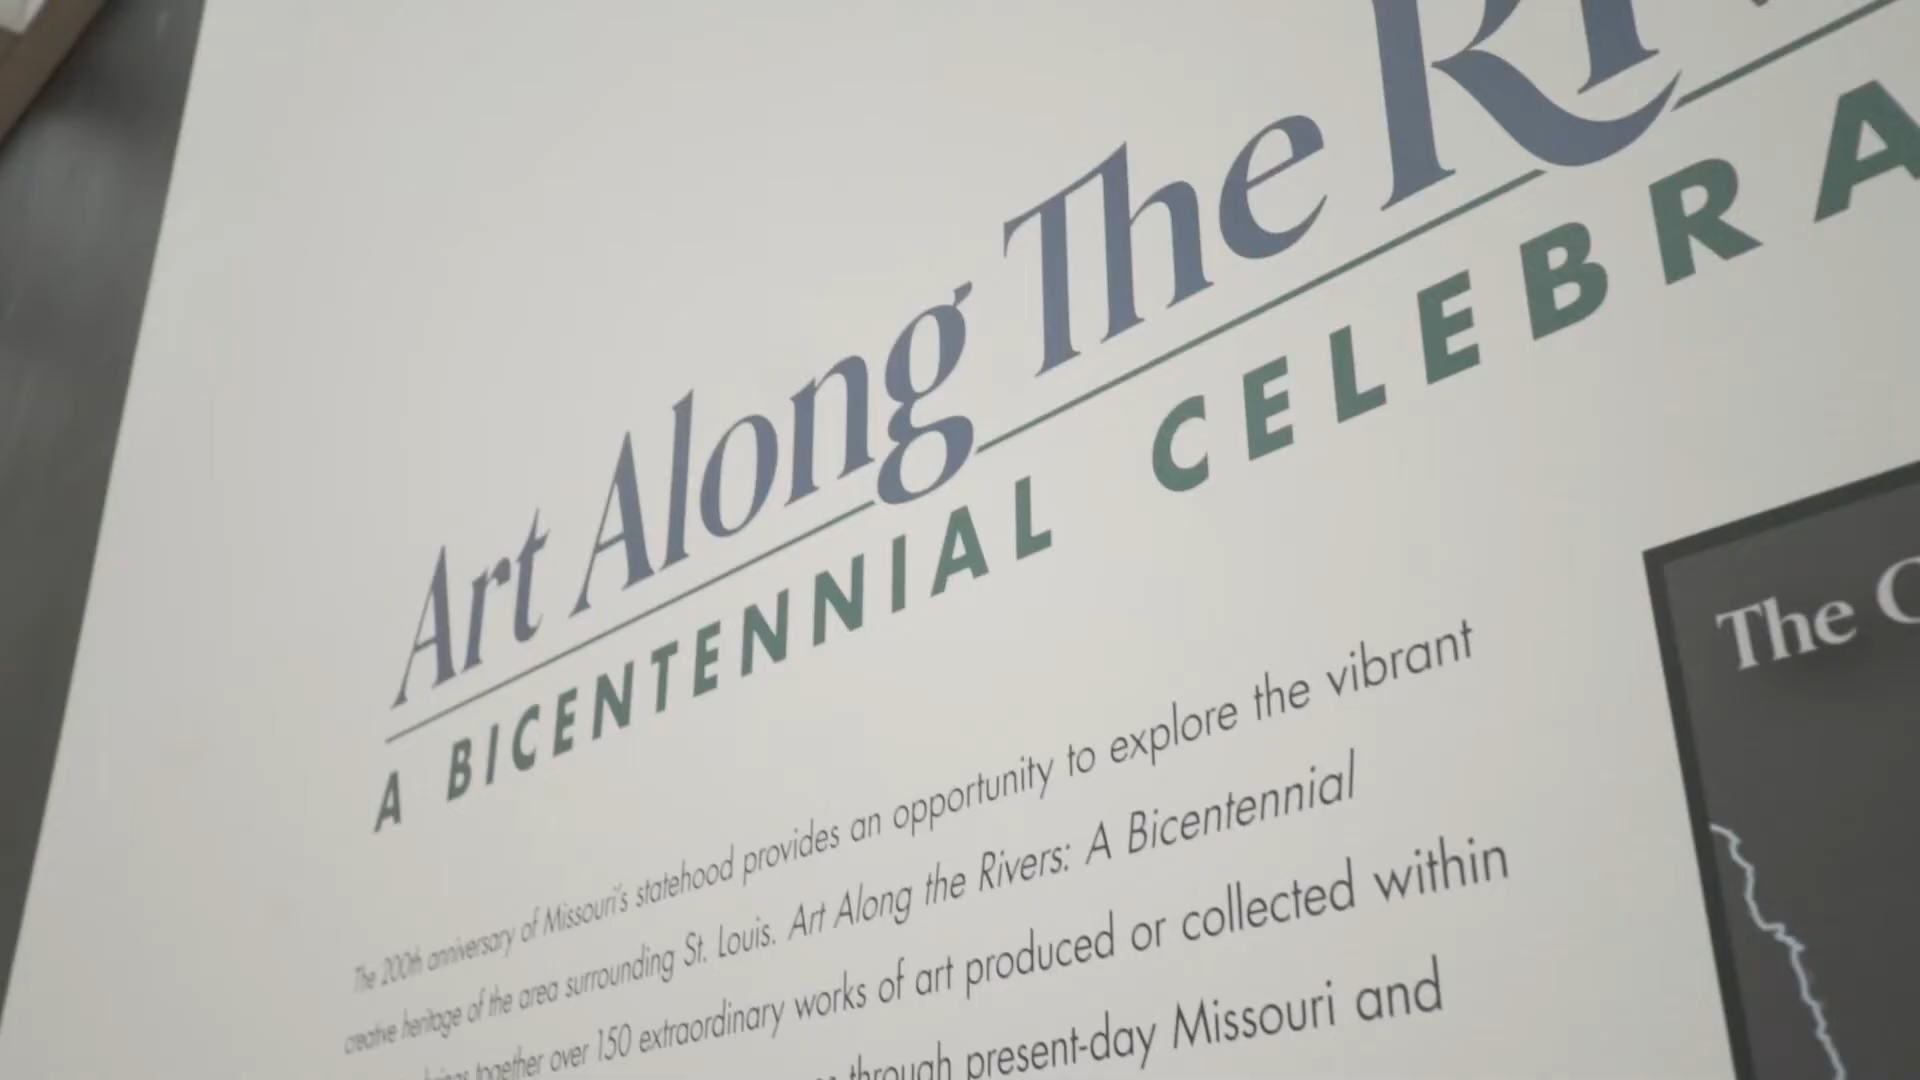 Art Along The Riv
A BICENTENNIAL CELEBRA
The 200th anniversary of Missouri's statehood provides an opportunity to explore the vibrant
creative heritage of the area surrounding St. Louis. Art Along the Rivers: A Bicentennial
together over 150 extraordinary works of art produced or collected within
through present-day Missouri and
The C